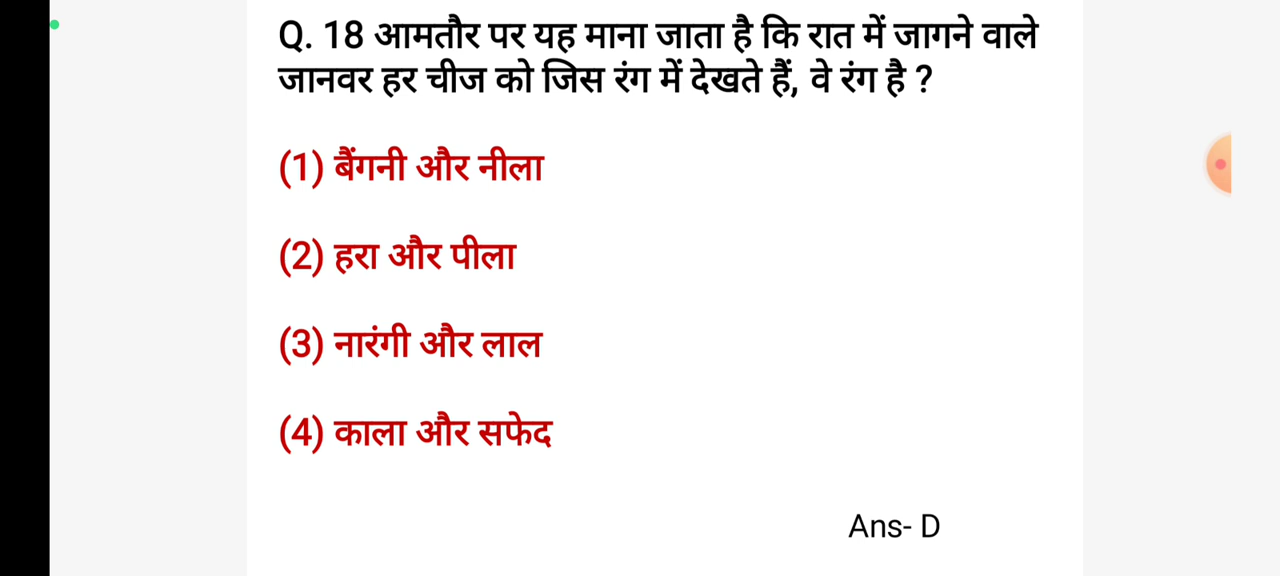 Q. 18 आमतौर पर यह माना जाता है कि रात में जागने वाले
जानवर हर चीज को जिस रंग में देखते हैं, वे रंग है ?
(1) बैंगनी और नीला
(2) हरा और पीला
(3) नारंगी और लाल
(4) काला और सफेद
Ans- D